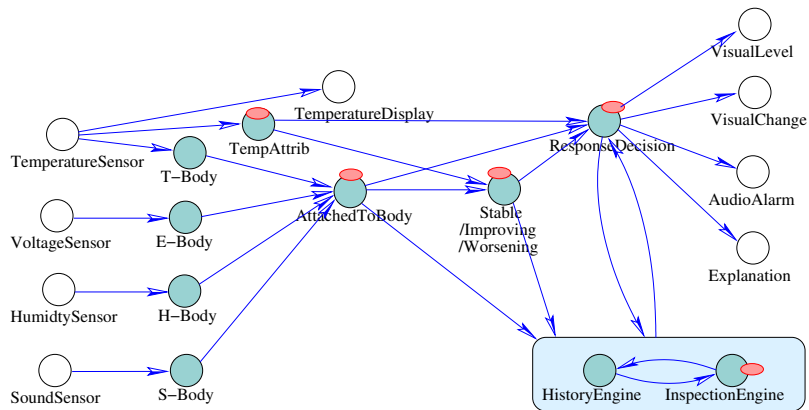 VisualLevel
TemperatureDisplay
VisualChange
TemperatureSensor
TempAttrib
ResponseDecision
T−Body
AttachedToBody
AudioAlarm
Stable
/Improving
/Worsening
VoltageSensor
E−Body
Explanation
HumidtySensor
H−Body
SoundSensor
S−Body
HistoryEngine
InspectionEngine